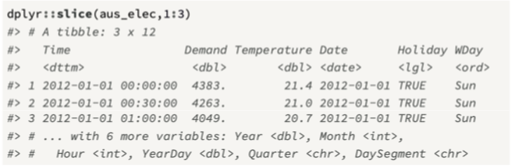 dplyr::slice(aus_elec,1:3)
#> # A tibble: 3 x 12
#>   Time                Demand Temperature Date       Holiday WDay
#>   <dttm>               <dbl>       <dbl> <date>     <lgl>   <ord>
#> 1 2012-01-01 00:00:00  4383.        21.4 2012-01-01 TRUE    Sun
#> 2 2012-01-01 00:30:00  4263.        21.0 2012-01-01 TRUE    Sun
#> 3 2012-01-01 01:00:00  4049.        20.7 2012-01-01 TRUE    Sun
#> # ... with 6 more variables: Year <dbl>, Month <int>,
#> #   Hour <int>, YearDay <dbl>, Quarter <chr>, DaySegment <chr>